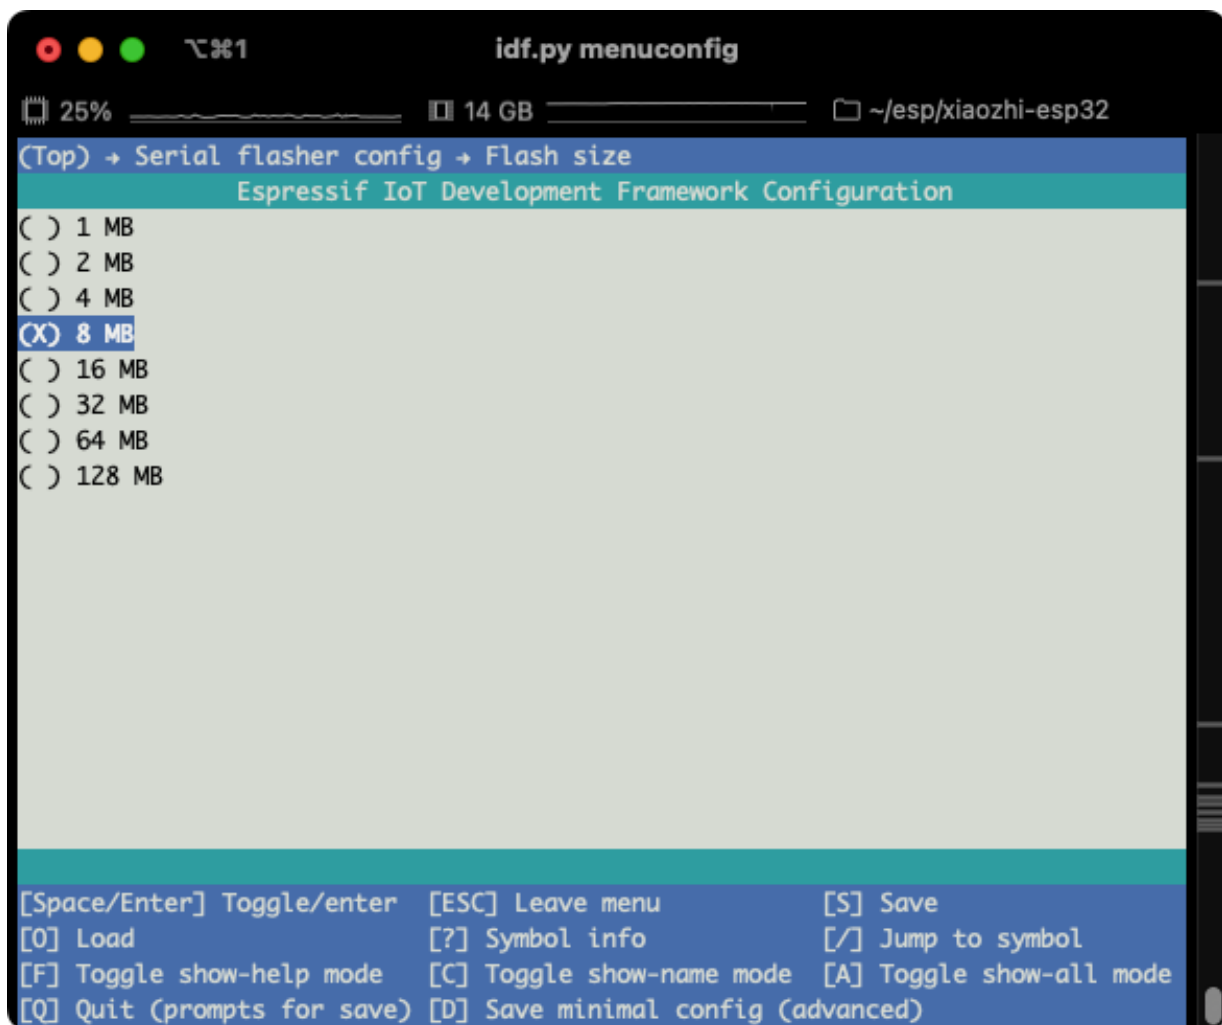 ⌥⌘1 idf.py menuconfig
25% 14 GB ~/esp/xiaozhi-esp32
(Top) → Serial flasher config → Flash size
Espressif IoT Development Framework Configuration
( ) 1 MB
( ) 2 MB
( ) 4 MB
(X) 8 MB
( ) 16 MB
( ) 32 MB
( ) 64 MB
( ) 128 MB
[Space/Enter] Toggle/enter [ESC] Leave menu [S] Save
[O] Load [?] Symbol info [/] Jump to symbol
[F] Toggle show-help mode [C] Toggle show-name mode [A] Toggle show-all mode
[Q] Quit (prompts for save) [D] Save minimal config (advanced)